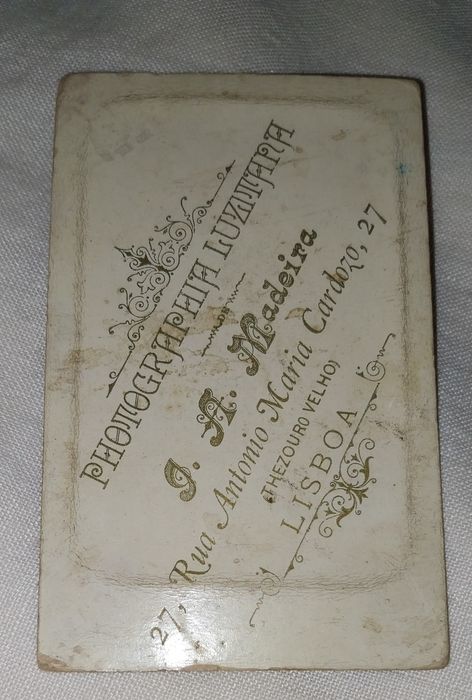 PHOTOGRAPHIA LUZITANA
J. A. Madeira
27, Rua Antonio Maria Cardozo, 27
(THEZOURO VELHO)
LISBOA